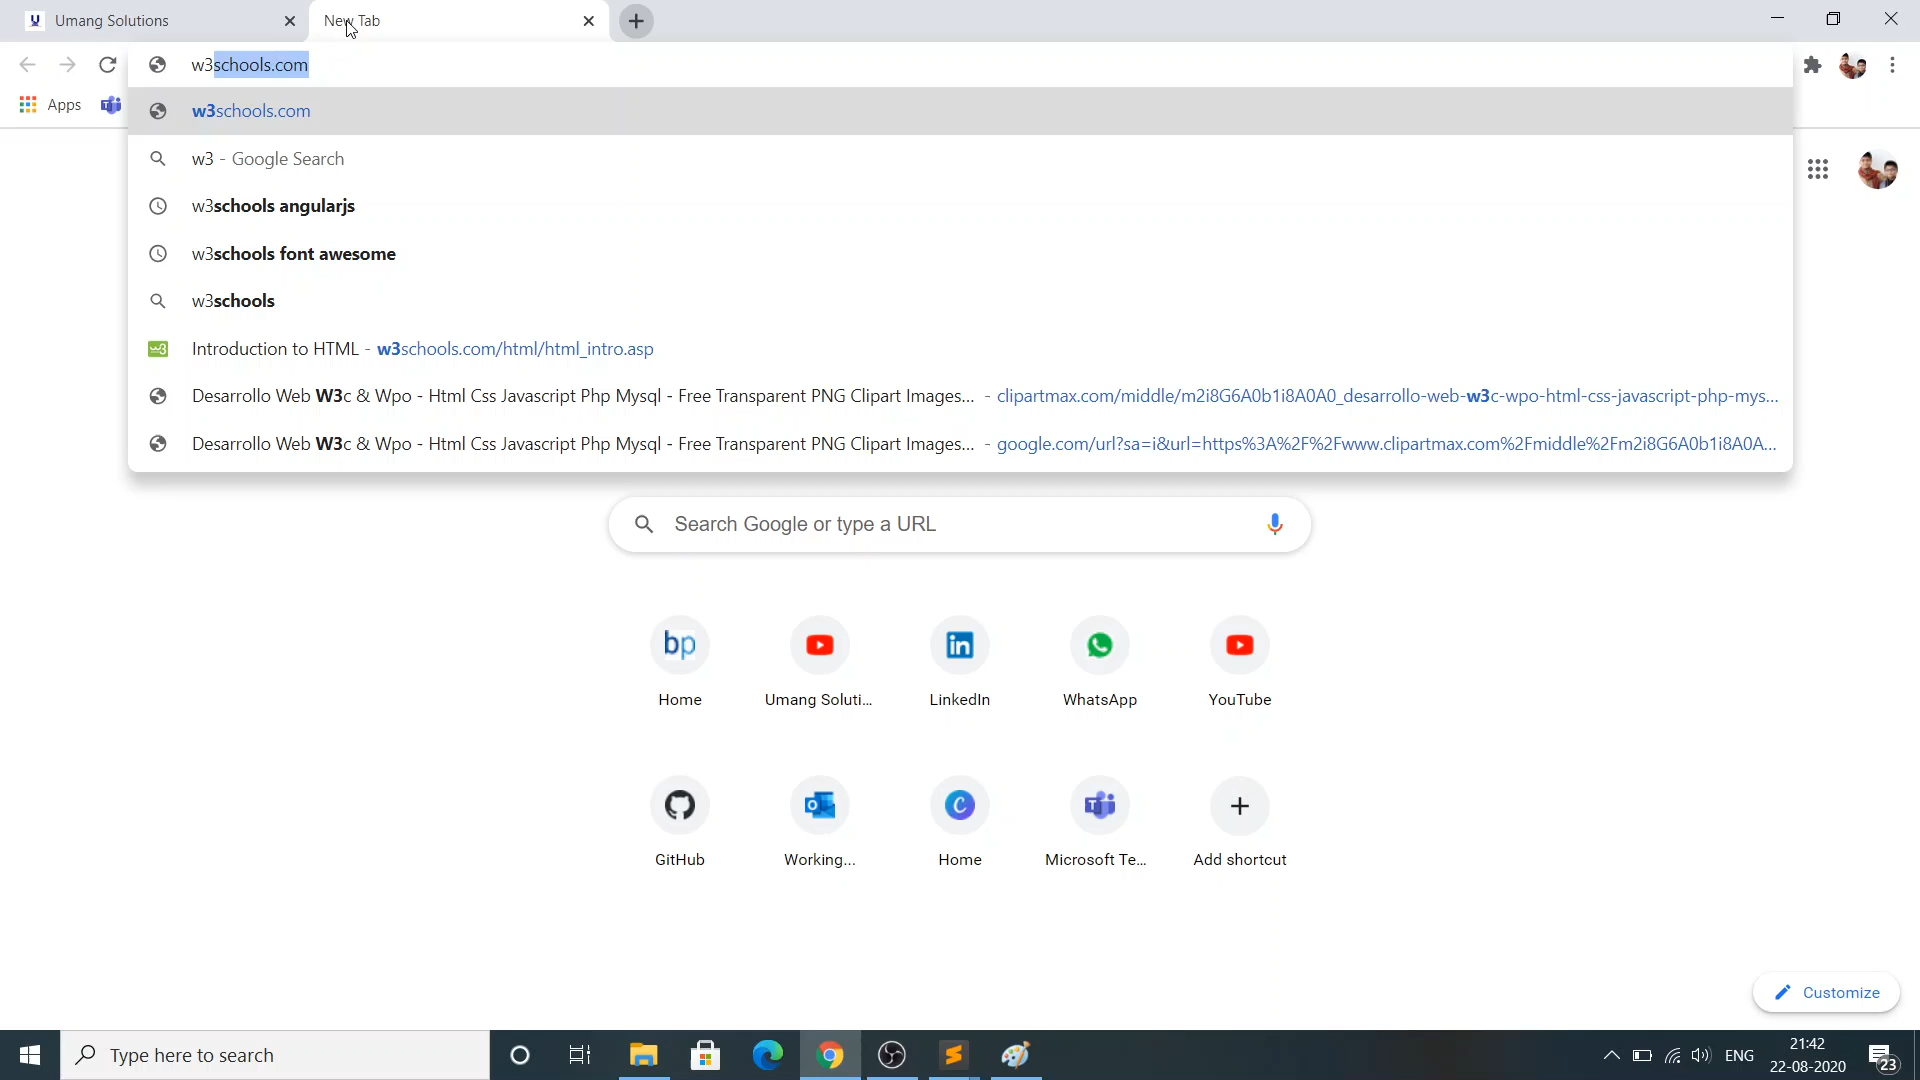 Umang Solutions
New Tab
w3schools.com
Apps
w3schools.com
w3 - Google Search
w3schools angularjs
w3schools font awesome
w3schools
Introduction to HTML - w3schools.com/html/html_intro.asp
Desarrollo Web W3c & Wpo - Html Css Javascript Php Mysql - Free Transparent PNG Clipart Images... - clipartmax.com/middle/m2i8G6A0b1i8A0A0_desarrollo-web-w3c-wpo-html-css-javascript-php-mys...
Desarrollo Web W3c & Wpo - Html Css Javascript Php Mysql - Free Transparent PNG Clipart Images... - google.com/url?sa=i&url=https%3A%2F%2Fwww.clipartmax.com%2Fmiddle%2Fm2i8G6A0b1i8A0A...
Search Google or type a URL
bp
Home
Umang Soluti...
in
LinkedIn
WhatsApp
YouTube
GitHub
Working...
Home
Microsoft Te...
Add shortcut
Customize
Type here to search
ENG
21:42
22-08-2020
23